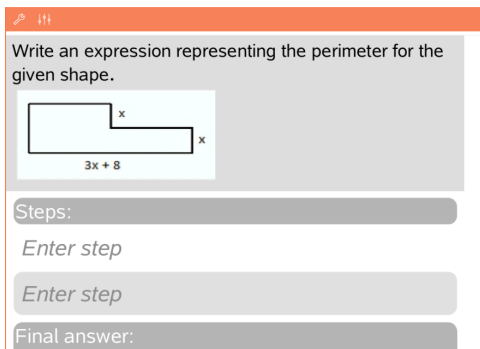 Write an expression representing the perimeter for the
given shape.
x
x
3x + 8
Steps:
Enter step
Enter step
Final answer: